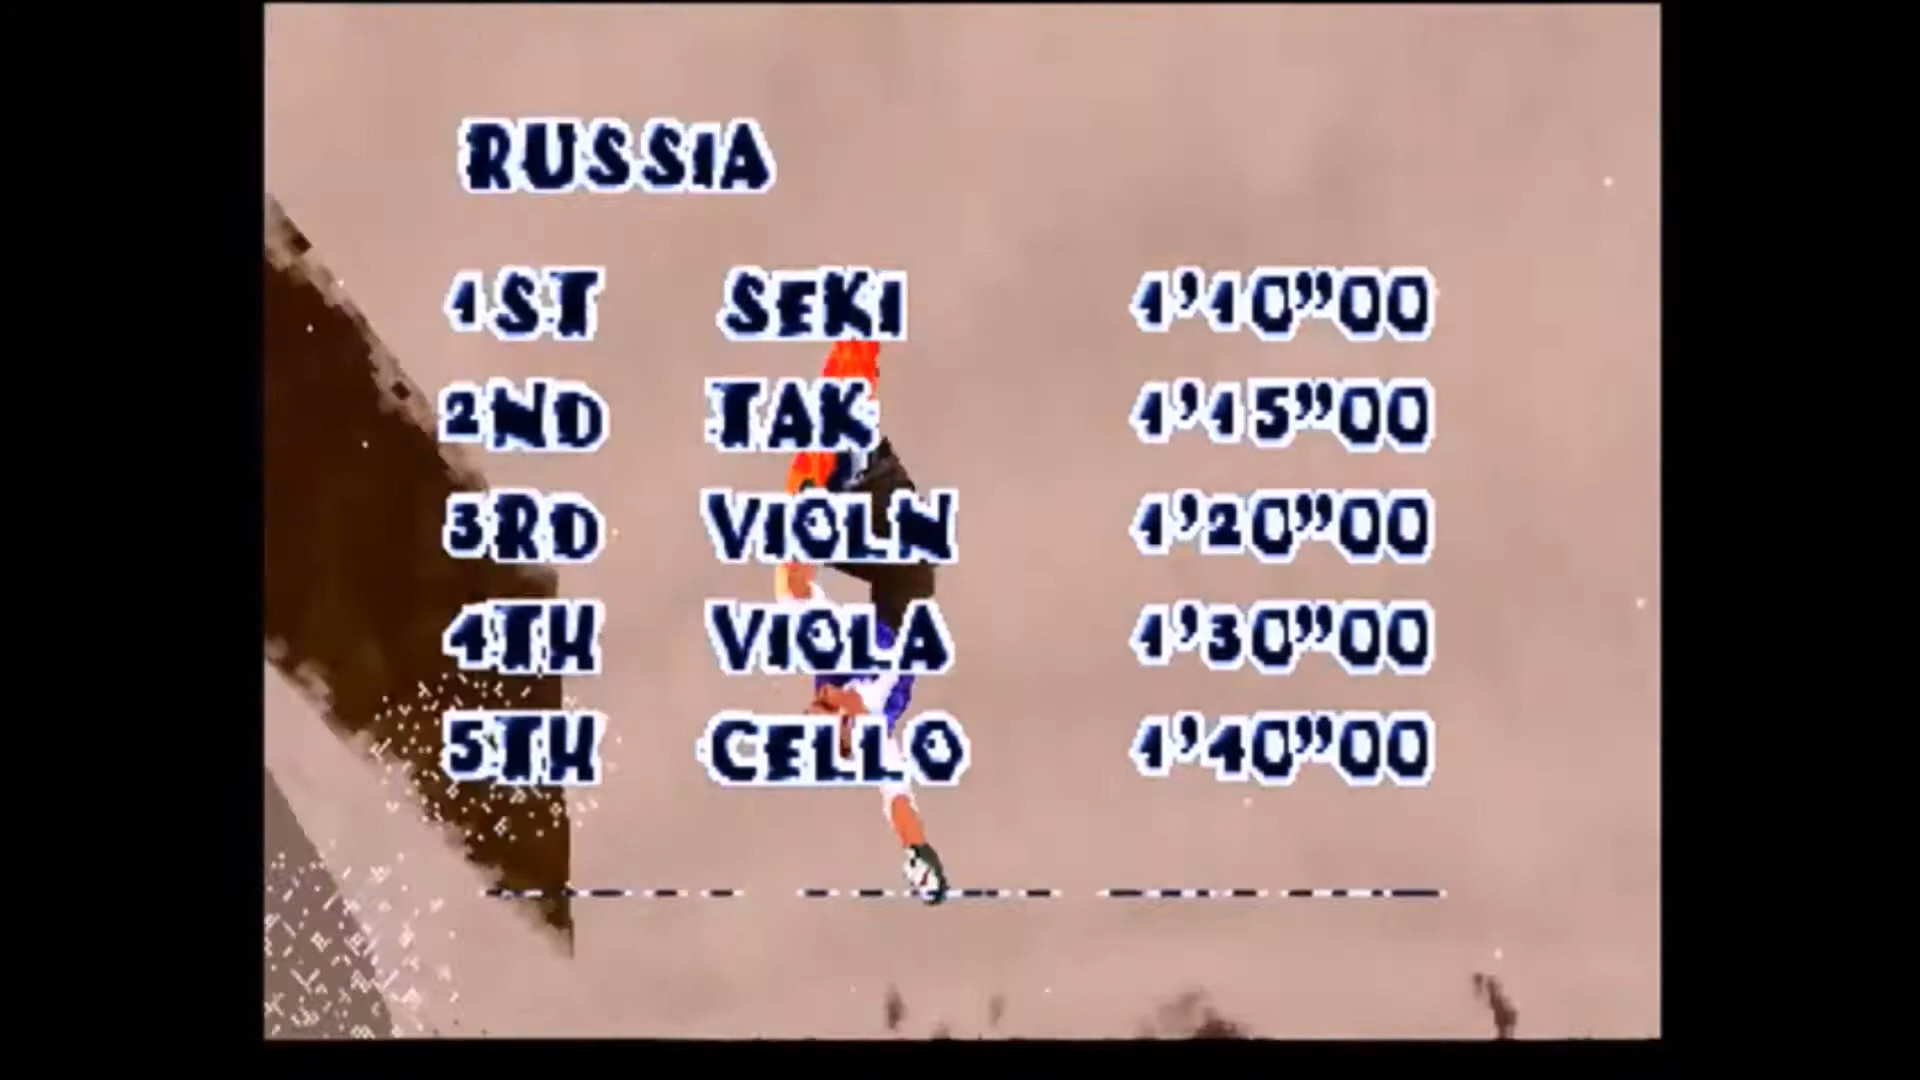 RUSSIA
1ST SEKI 1'10"00
2ND TAK 1'15"00
3RD VIOLN 1'20"00
4TH VIOLA 1'30"00
5TH CELLO 1'40"00